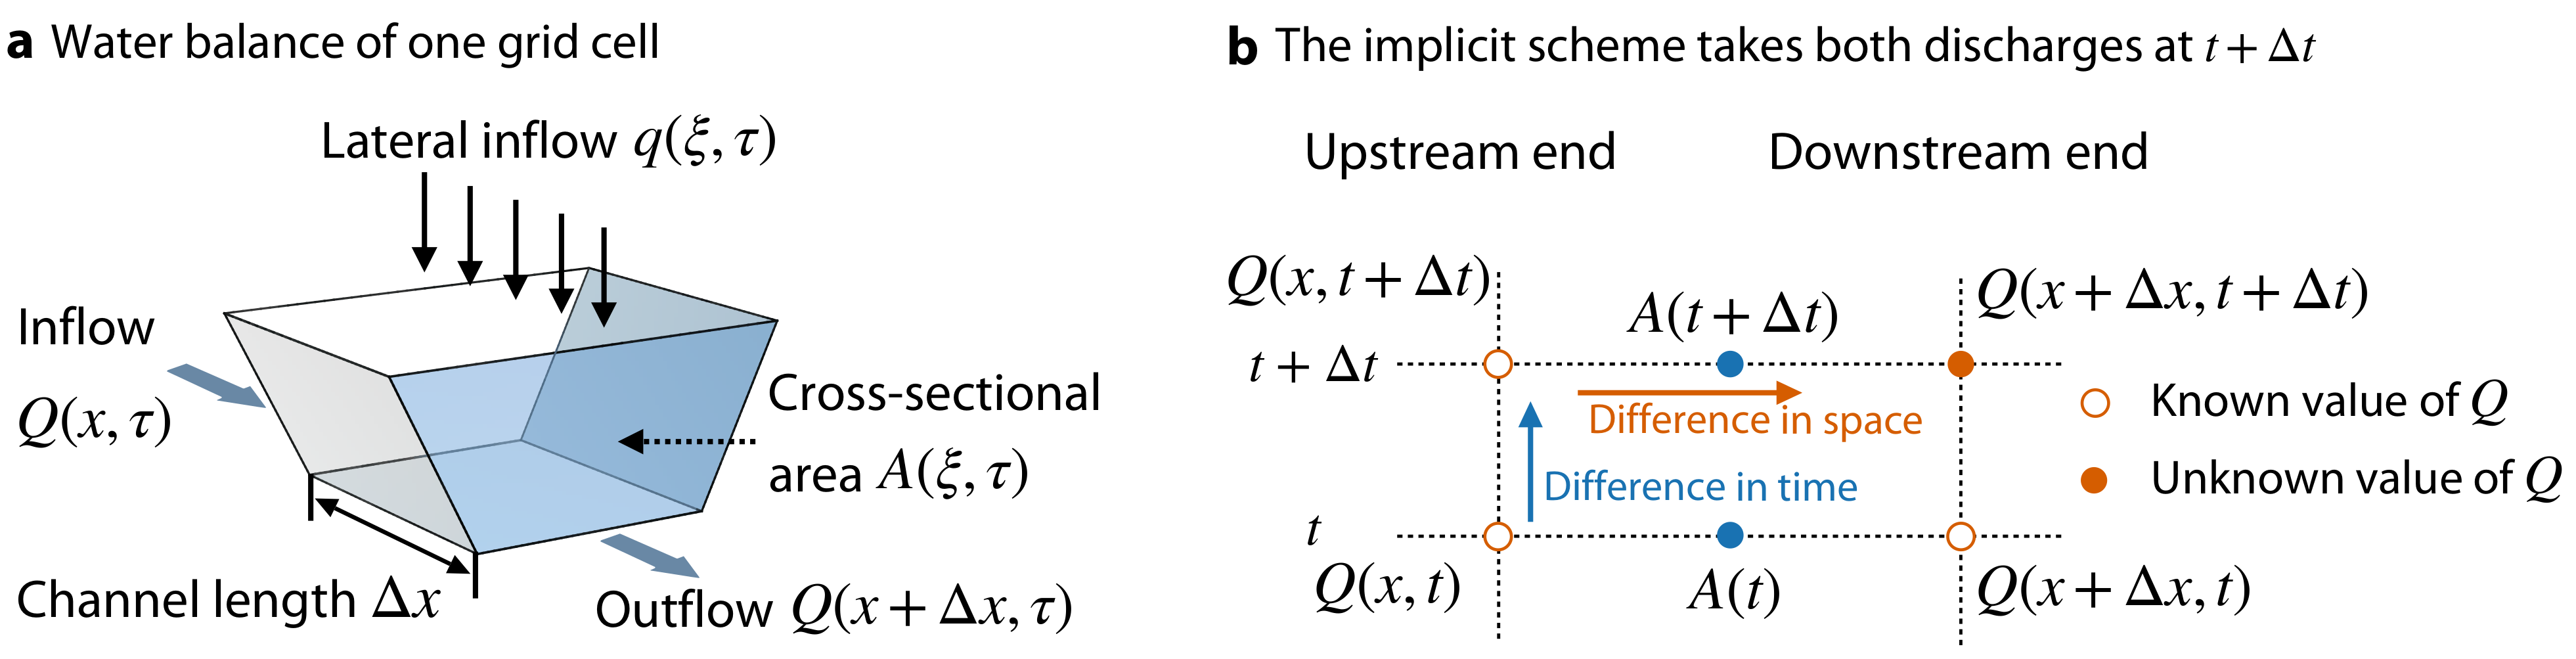 a Water balance of one grid cell
Lateral inflow q(ξ, τ)
Inflow
Q(x, τ)
Cross-sectional
area A(ξ, τ)
Channel length Δx
Outflow Q(x + Δx, τ)
b The implicit scheme takes both discharges at t + Δt
Upstream end
Downstream end
Q(x, t + Δt)
A(t + Δt)
Q(x + Δx, t + Δt)
t + Δt
Difference in space
Difference in time
t
Q(x, t)
A(t)
Q(x + Δx, t)
Known value of Q
Unknown value of Q